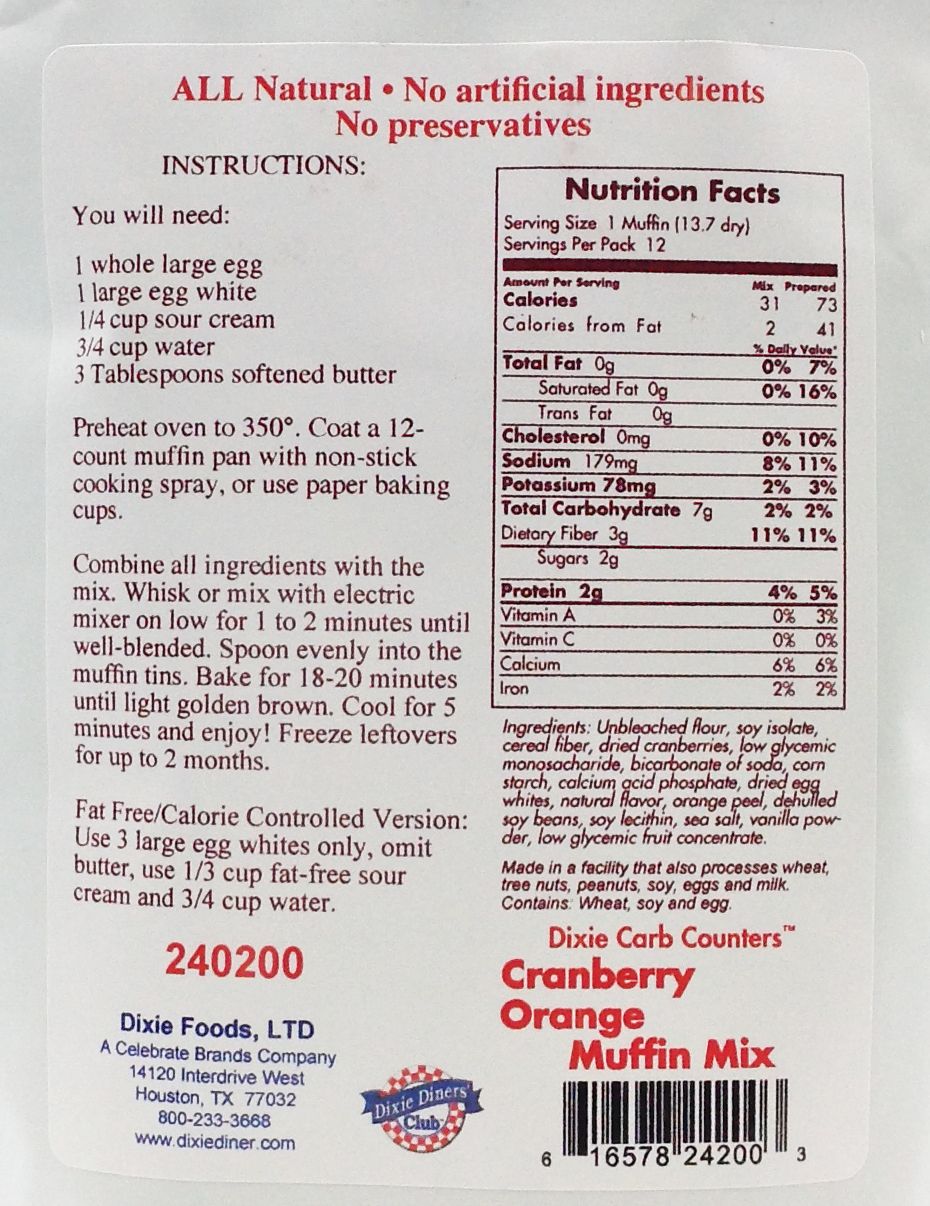 ALL Natural • No artificial ingredients
No preservatives
INSTRUCTIONS:
You will need:
1 whole large egg
1 large egg white
1/4 cup sour cream
3/4 cup water
3 Tablespoons softened butter
Preheat oven to 350°. Coat a 12-
count muffin pan with non-stick
cooking spray, or use paper baking
cups.
Combine all ingredients with the
mix. Whisk or mix with electric
mixer on low for 1 to 2 minutes until
well-blended. Spoon evenly into the
muffin tins. Bake for 18-20 minutes
until light golden brown. Cool for 5
minutes and enjoy! Freeze leftovers
for up to 2 months.
Fat Free/Calorie Controlled Version:
Use 3 large egg whites only, omit
butter, use 1/3 cup fat-free sour
cream and 3/4 cup water.
240200
Dixie Foods, LTD
A Celebrate Brands Company
14120 Interdrive West
Houston, TX 77032
800-233-3668
www.dixiediner.com
Dixie Diners'
Club
Nutrition Facts
Serving Size 1 Muffin (13.7 dry)
Servings Per Pack 12
Amount Per Serving Mix Prepared
Calories 31 73
Calories from Fat 2 41
% Daily Value*
Total Fat 0g 0% 7%
Saturated Fat 0g 0% 16%
Trans Fat 0g
Cholesterol 0mg 0% 10%
Sodium 179mg 8% 11%
Potassium 78mg 2% 3%
Total Carbohydrate 7g 2% 2%
Dietary Fiber 3g 11% 11%
Sugars 2g
Protein 2g 4% 5%
Vitamin A 0% 3%
Vitamin C 0% 0%
Calcium 6% 6%
Iron 2% 2%
Ingredients: Unbleached flour, soy isolate,
cereal fiber, dried cranberries, low glycemic
monosacharide, bicarbonate of soda, corn
starch, calcium acid phosphate, dried egg
whites, natural flavor, orange peel, dehulled
soy beans, soy lecithin, sea salt, vanilla pow-
der, low glycemic fruit concentrate.
Made in a facility that also processes wheat,
tree nuts, peanuts, soy, eggs and milk.
Contains: Wheat, soy and egg.
Dixie Carb Counters™
Cranberry
Orange
Muffin Mix
6 16578 24200 3